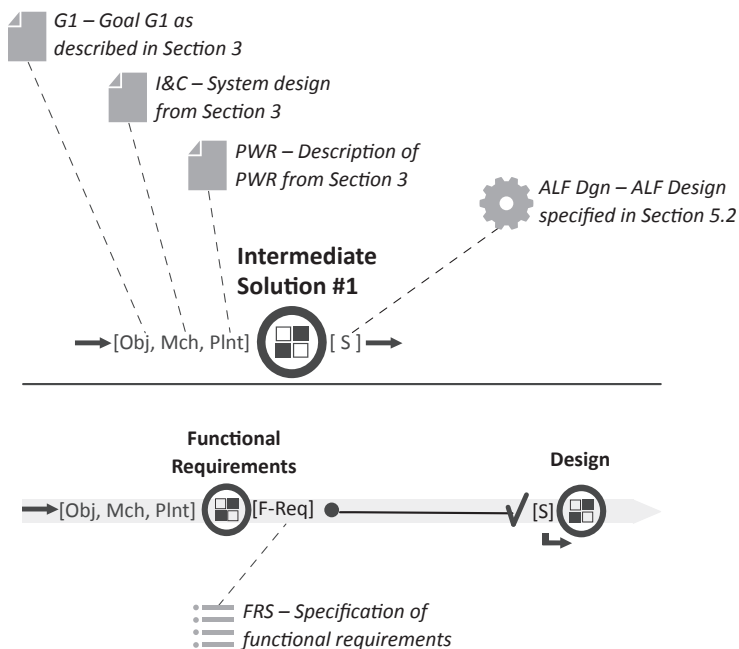 G1 – Goal G1 as
described in Section 3
I&C – System design
from Section 3
PWR – Description of
PWR from Section 3
ALF Dgn – ALF Design
specified in Section 5.2
Intermediate
Solution #1
[Obj, Mch, Plnt]
[ S ]
Functional
Requirements
Design
[Obj, Mch, Plnt]
[F-Req]
[S]
FRS – Specification of
functional requirements